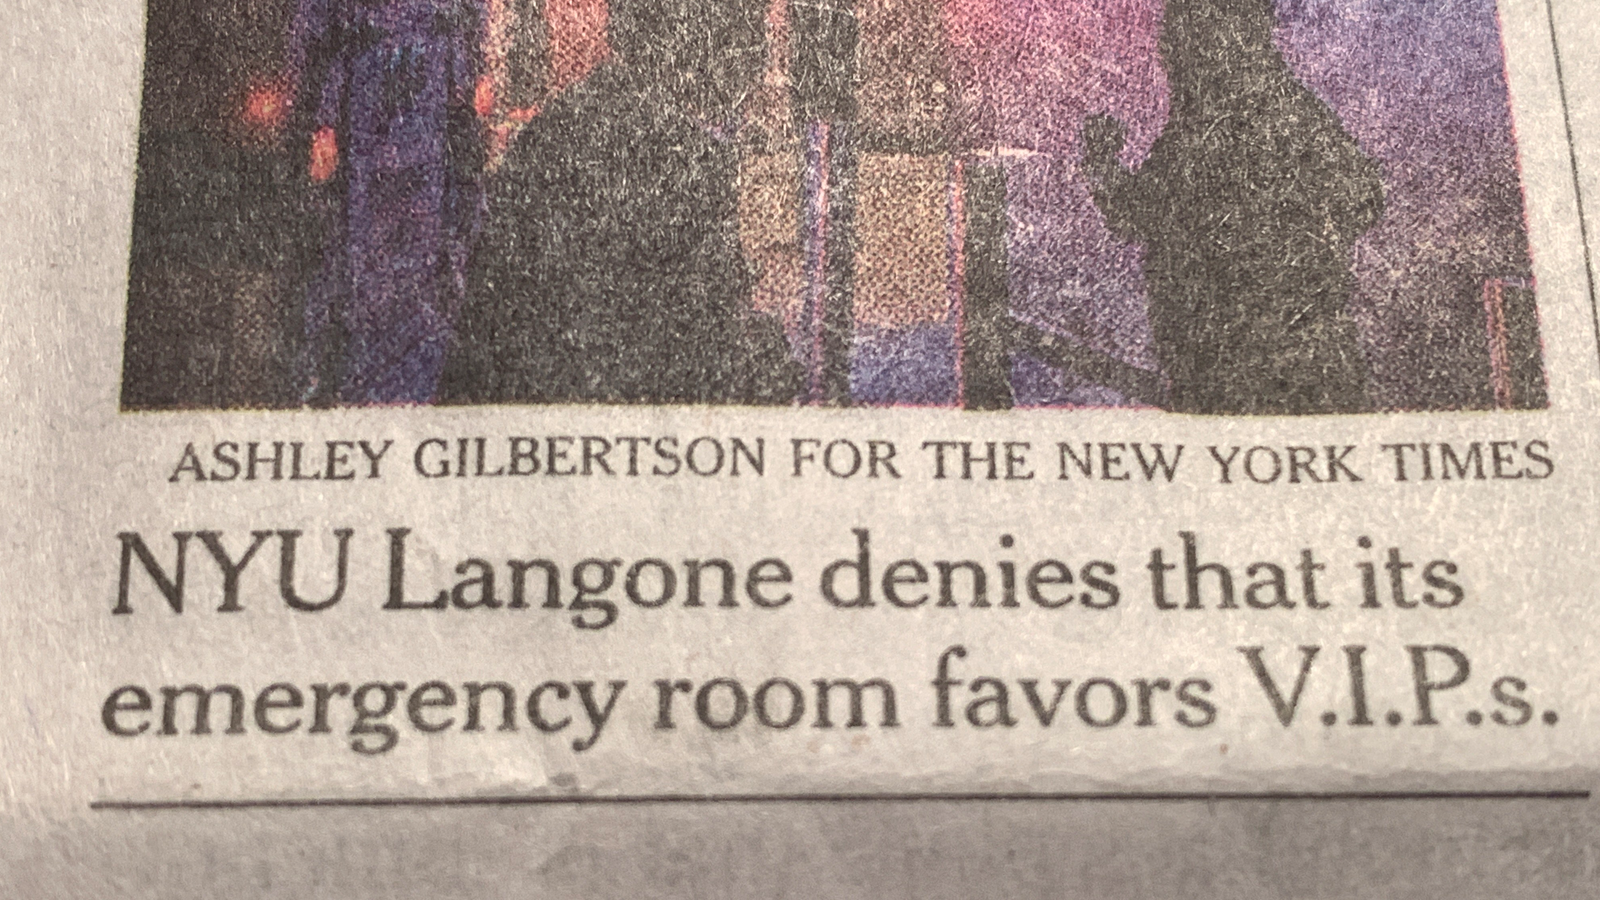 ASHLEY GILBERTSON FOR THE NEW YORK TIMES
NYU Langone denies that its
emergency room favors V.I.P.s.